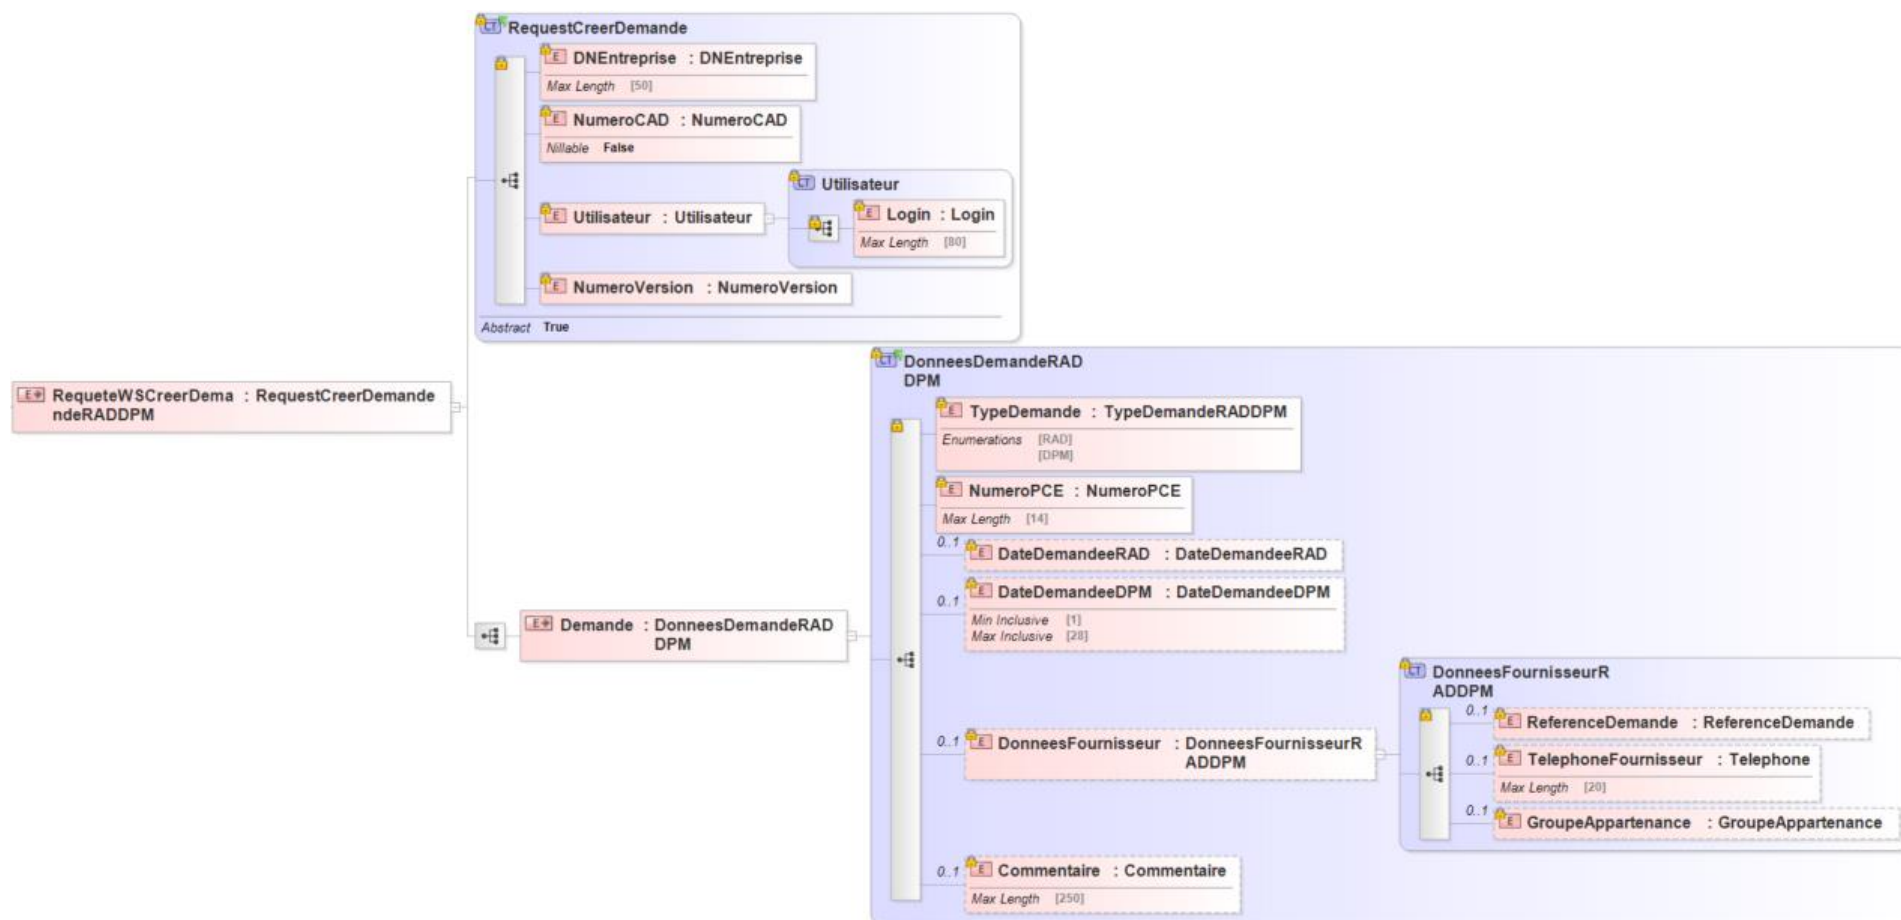 CT RequestCreerDemande
E DNEntreprise : DNEntreprise
Max Length [50]
E NumeroCAD : NumeroCAD
Nillable False
CT Utilisateur
E Utilisateur : Utilisateur
E Login : Login
Max Length [80]
E NumeroVersion : NumeroVersion
Abstract True
E RequeteWSCreerDema : RequestCreerDemande
ndeRADDPM
CT DonneesDemandeRAD
DPM
E TypeDemande : TypeDemandeRADDPM
Enumerations [RAD]
[DPM]
E NumeroPCE : NumeroPCE
Max Length [14]
0..1 E DateDemandeeRAD : DateDemandeeRAD
0..1 E DateDemandeeDPM : DateDemandeeDPM
Min Inclusive [1]
Max Inclusive [28]
E Demande : DonneesDemandeRAD
DPM
CT DonneesFournisseurR
ADDPM
0..1 E ReferenceDemande : ReferenceDemande
0..1 E DonneesFournisseur : DonneesFournisseurR
ADDPM
0..1 E TelephoneFournisseur : Telephone
Max Length [20]
0..1 E GroupeAppartenance : GroupeAppartenance
0..1 E Commentaire : Commentaire
Max Length [250]